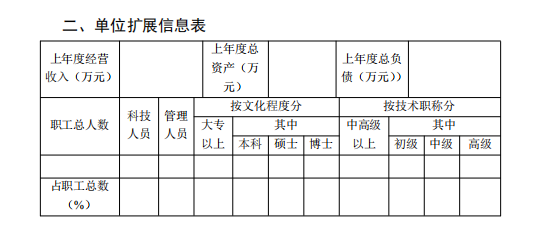 二、单位扩展信息表
上年度经营 上年度总 上年度总负
收入（万元） 资产（万 债（万元））
元）
职工总人数 科技 管理 按文化程度分 按技术职称分
人员 人员 大专 其中 中高级 其中
以上 本科 硕士 博士 以上 初级 中级 高级
占职工总数
（%）